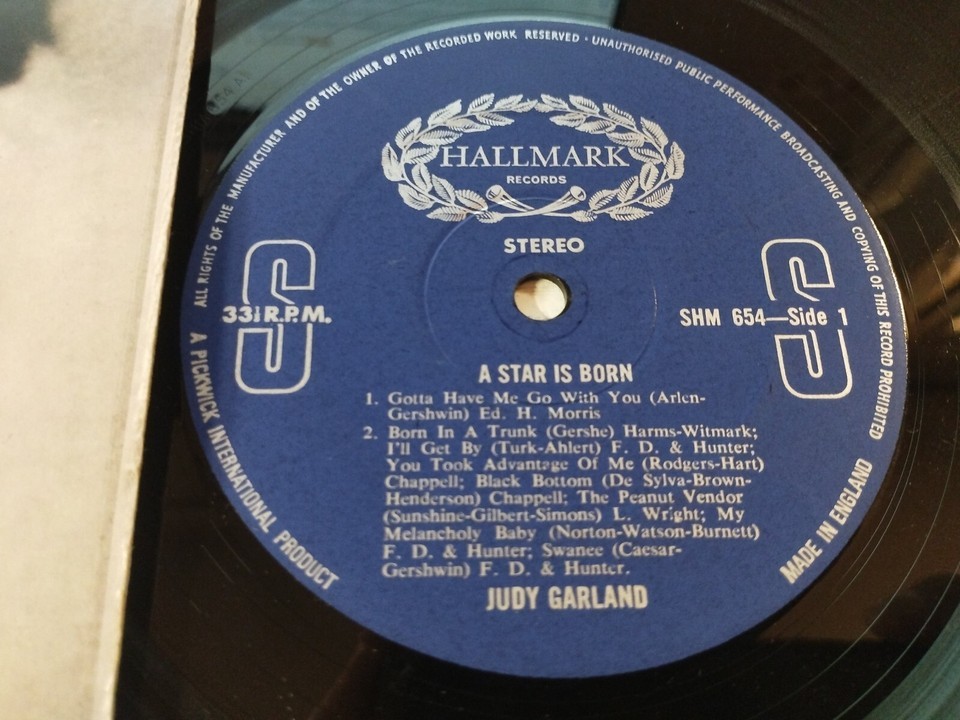 ALL RIGHTS OF THE MANUFACTURER AND OF THE OWNER OF THE RECORDED WORK RESERVED · UNAUTHORISED PUBLIC PERFORMANCE BROADCASTING AND COPYING OF THIS RECORD PROHIBITED
HALLMARK
RECORDS
STEREO
S
S
33⅓ R.P.M.
SHM 654—Side 1
A STAR IS BORN
1. Gotta Have Me Go With You (Arlen-
Gershwin) Ed. H. Morris
2. Born In A Trunk (Gershe) Harms-Witmark;
I'll Get By (Turk-Ahlert) F. D. & Hunter;
You Took Advantage Of Me (Rodgers-Hart)
Chappell; Black Bottom (De Sylva-Brown-
Henderson) Chappell; The Peanut Vendor
(Sunshine-Gilbert-Simons) L. Wright; My
Melancholy Baby (Norton-Watson-Burnett)
F. D. & Hunter; Swanee (Caesar-
Gershwin) F. D. & Hunter.
JUDY GARLAND
A PICKWICK INTERNATIONAL PRODUCT
MADE IN ENGLAND